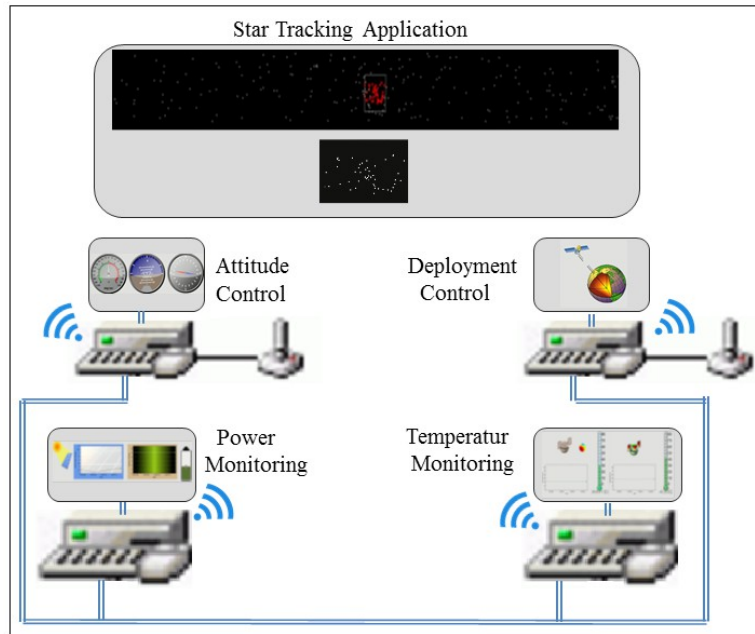 Star Tracking Application
Attitude
Control
Deployment
Control
Power
Monitoring
Temperatur
Monitoring